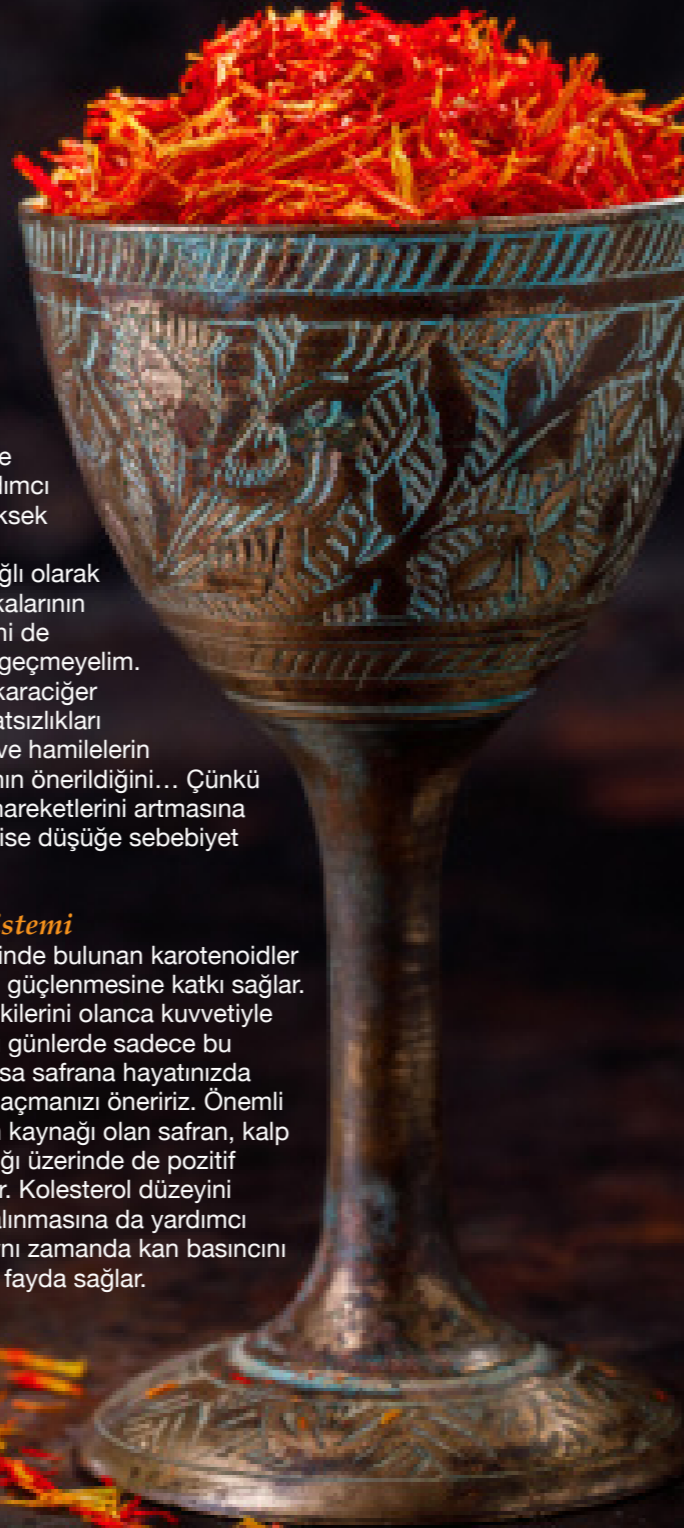 e
dımcı
ksek
ğlı olarak
kalarının
ni de
geçmeyelim.
karaciğer
atsızlıkları
ve hamilelerin
nın önerildiğini… Çünkü
hareketlerini artmasına
ise düşüğe sebebiyet
istemi
inde bulunan karotenoidler
güçlenmesine katkı sağlar.
kilerini olanca kuvvetiyle
günlerde sadece bu
sa safrana hayatınızda
açmanızı öneririz. Önemli
kaynağı olan safran, kalp
ğı üzerinde de pozitif
r. Kolesterol düzeyini
alınmasına da yardımcı
nı zamanda kan basıncını
fayda sağlar.